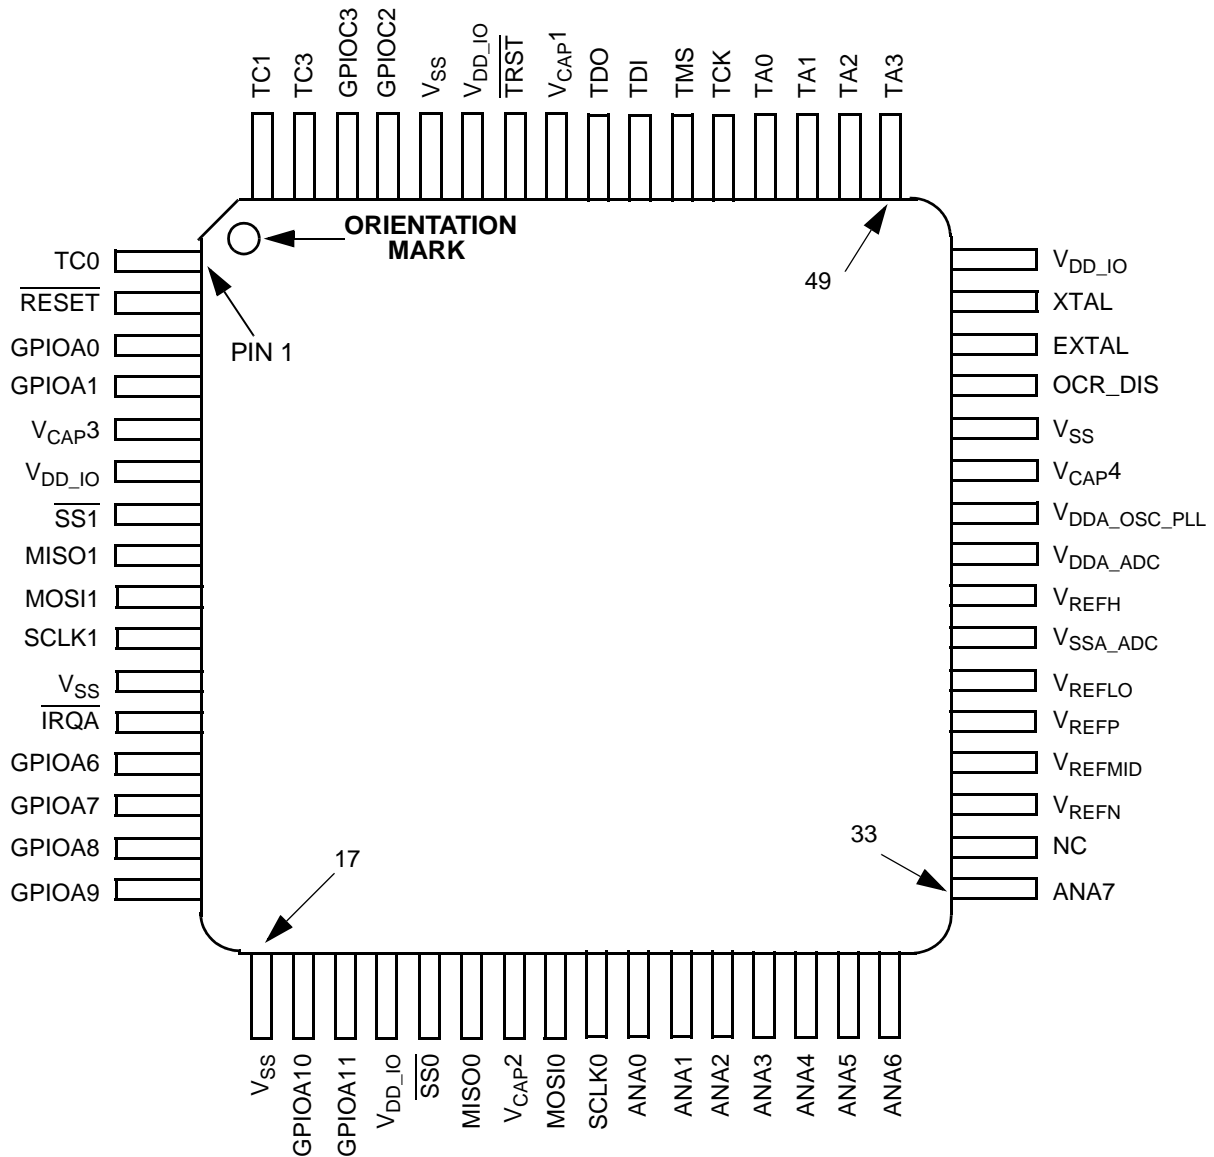 TC1
TC3
GPIOC3
GPIOC2
VSS
VDD_IO
TRST
VCAP1
TDO
TDI
TMS
TCK
TA0
TA1
TA2
TA3
ORIENTATION
MARK
49
PIN 1
TC0
RESET
GPIOA0
GPIOA1
VCAP3
VDD_IO
SS1
MISO1
MOSI1
SCLK1
VSS
IRQA
GPIOA6
GPIOA7
GPIOA8
GPIOA9
VDD_IO
XTAL
EXTAL
OCR_DIS
VSS
VCAP4
VDDA_OSC_PLL
VDDA_ADC
VREFH
VSSA_ADC
VREFLO
VREFP
VREFMID
VREFN
NC
ANA7
17
33
VSS
GPIOA10
GPIOA11
VDD_IO
SS0
MISO0
VCAP2
MOSI0
SCLK0
ANA0
ANA1
ANA2
ANA3
ANA4
ANA5
ANA6